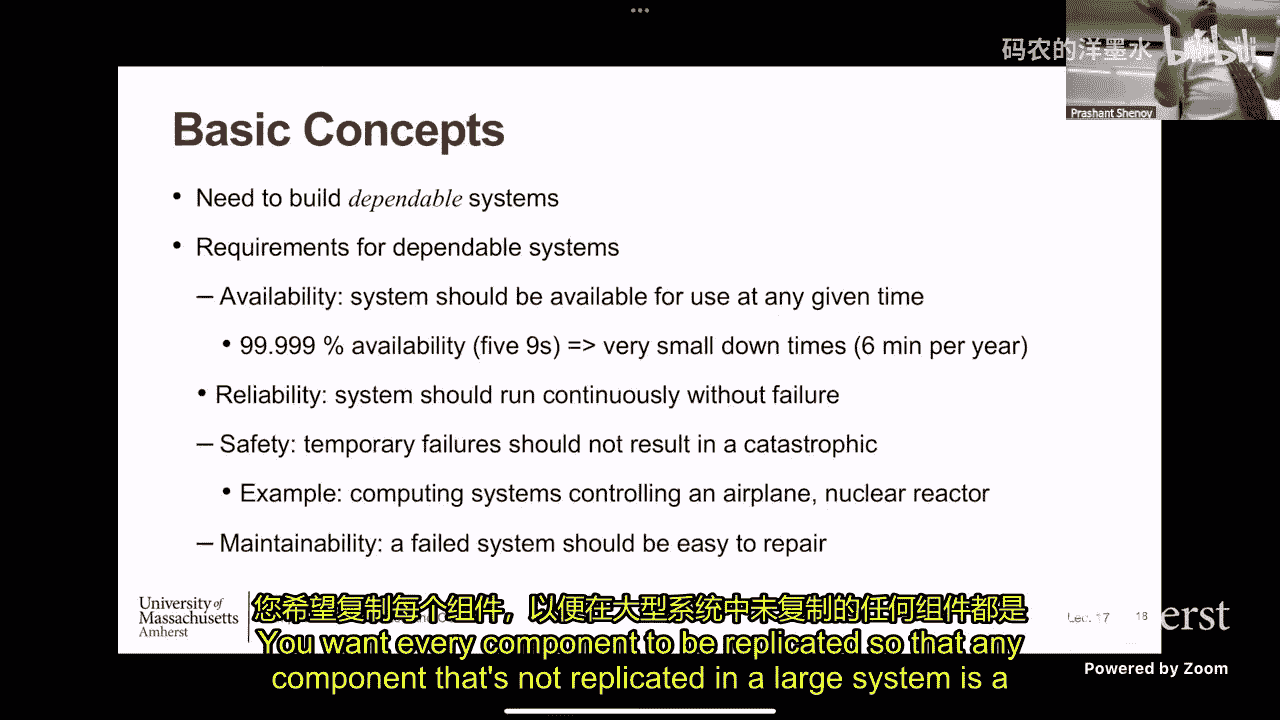 码农的洋墨水 bilibili
Prashant Shenoy
Basic Concepts
• Need to build dependable systems
• Requirements for dependable systems
– Availability: system should be available for use at any given time
• 99.999 % availability (five 9s) => very small down times (6 min per year)
• Reliability: system should run continuously without failure
– Safety: temporary failures should not result in a catastrophic
• Example: computing systems controlling an airplane, nuclear reactor
– Maintainability: a failed system should be easy to repair
University of
Massachusetts
Amherst
Lec. 17 18
erst
您希望复制每个组件，以便在大型系统中未复制的任何组件都是
You want every component to be replicated so that any
component that's not replicated in a large system is a
Powered by Zoom